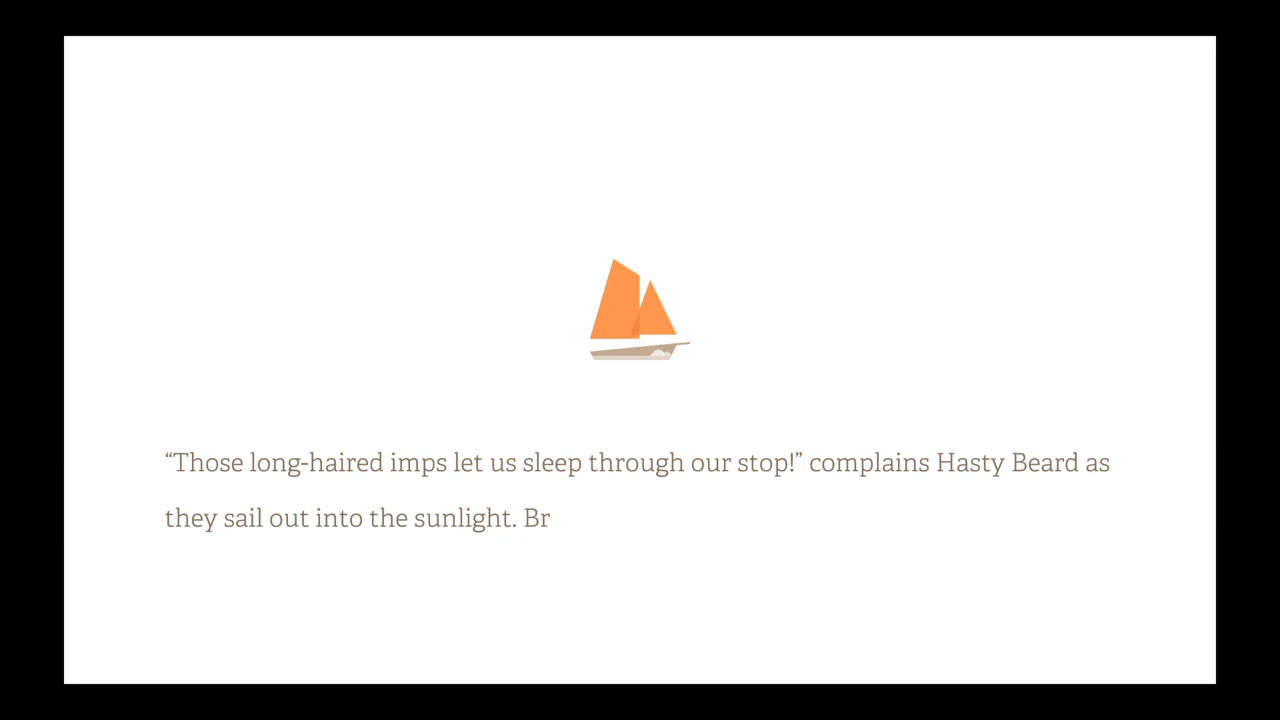 “Those long-haired imps let us sleep through our stop!” complains Hasty Beard as
they sail out into the sunlight. Br